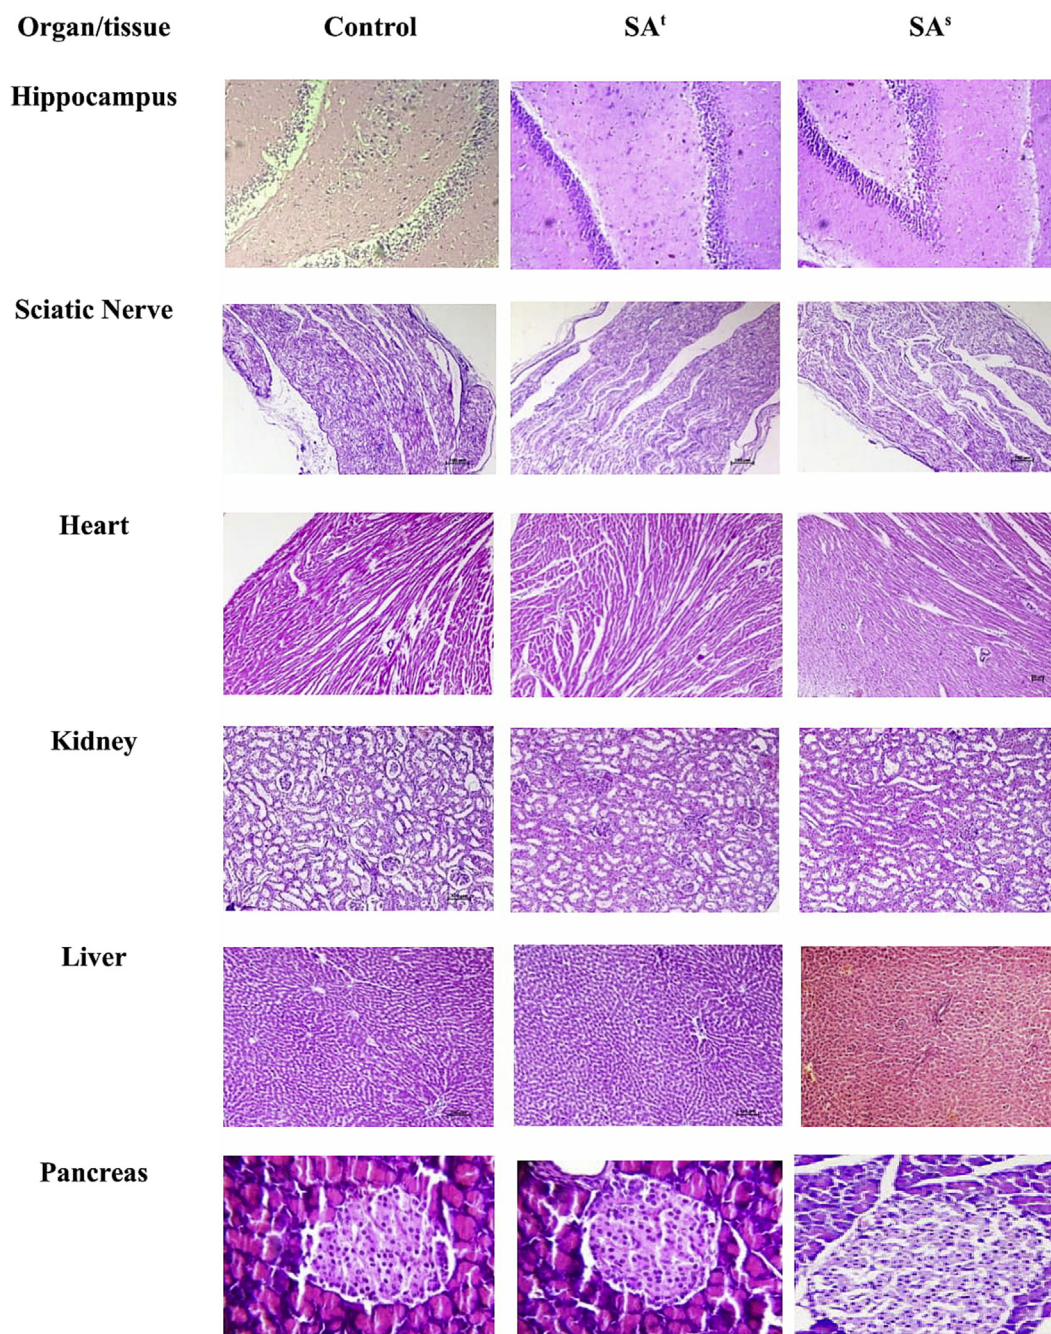 Organ/tissue Control SAᵗ SAˢ
Hippocampus
Sciatic Nerve
Heart
Kidney
Liver
Pancreas